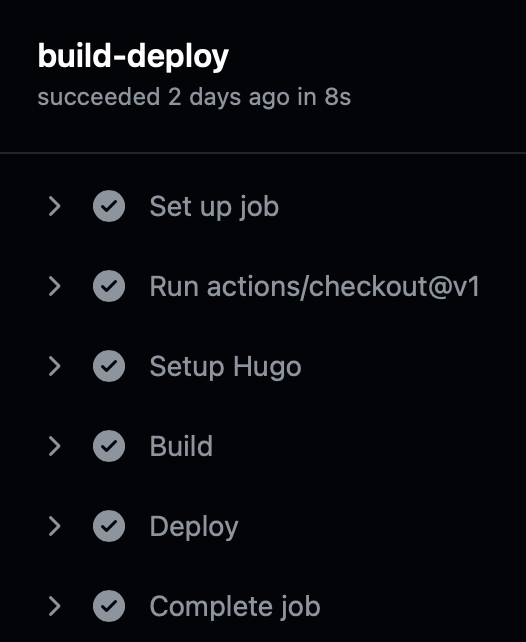 build-deploy
succeeded 2 days ago in 8s
Set up job
Run actions/checkout@v1
Setup Hugo
Build
Deploy
Complete job